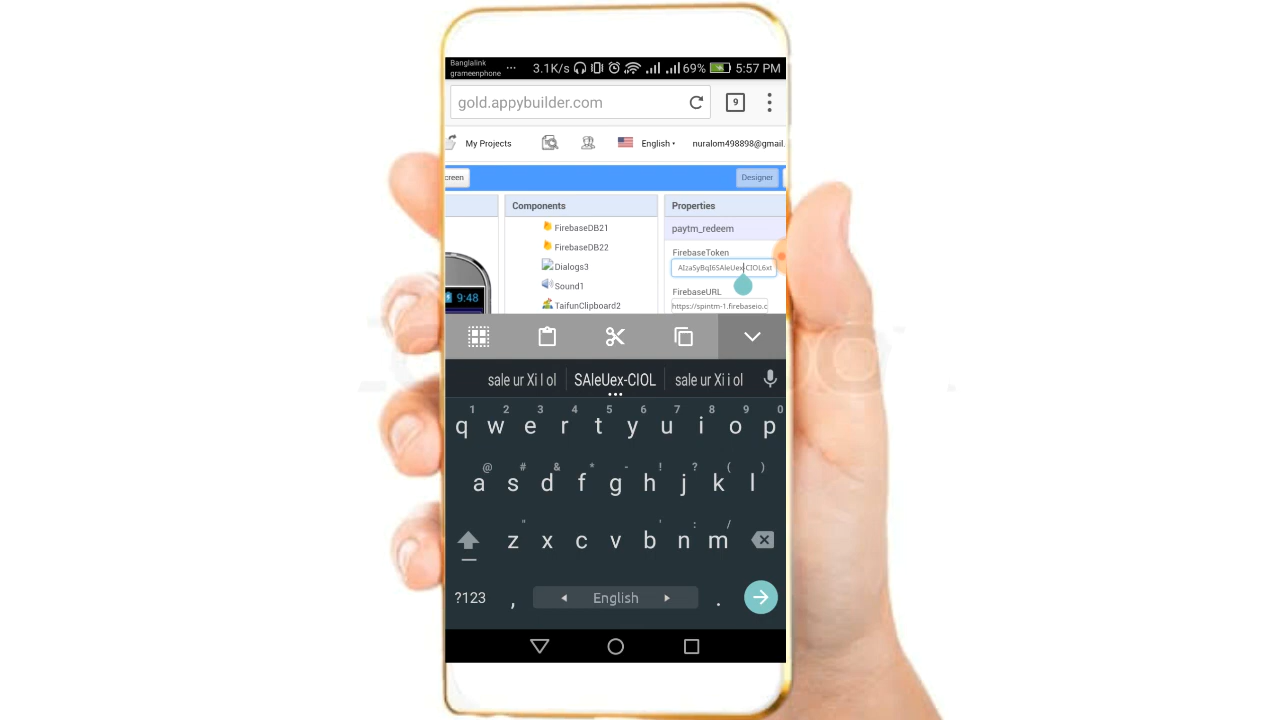 Banglalink
grameenphone
... 3.1K/s 69% 5:57 PM
gold.appybuilder.com
9
My Projects
English
nuralom498898@gmail.
creen
Designer
Components
Properties
FirebaseDB21
paytm_redeem
FirebaseDB22
FirebaseToken
Dialogs3
Sound1
FirebaseURL
9:48
TaifunClipboard2
https://spintm-1.firebaseio.c
sale ur Xi l ol
SAleUex-CIOL
sale ur Xi i ol
1 2 3 4 5 6 7 8 9 0
q w e r t y u i o p
@ # & * - ! ? ( )
a s d f g h j k l
" ' : /
z x c v b n m
?123 , English .